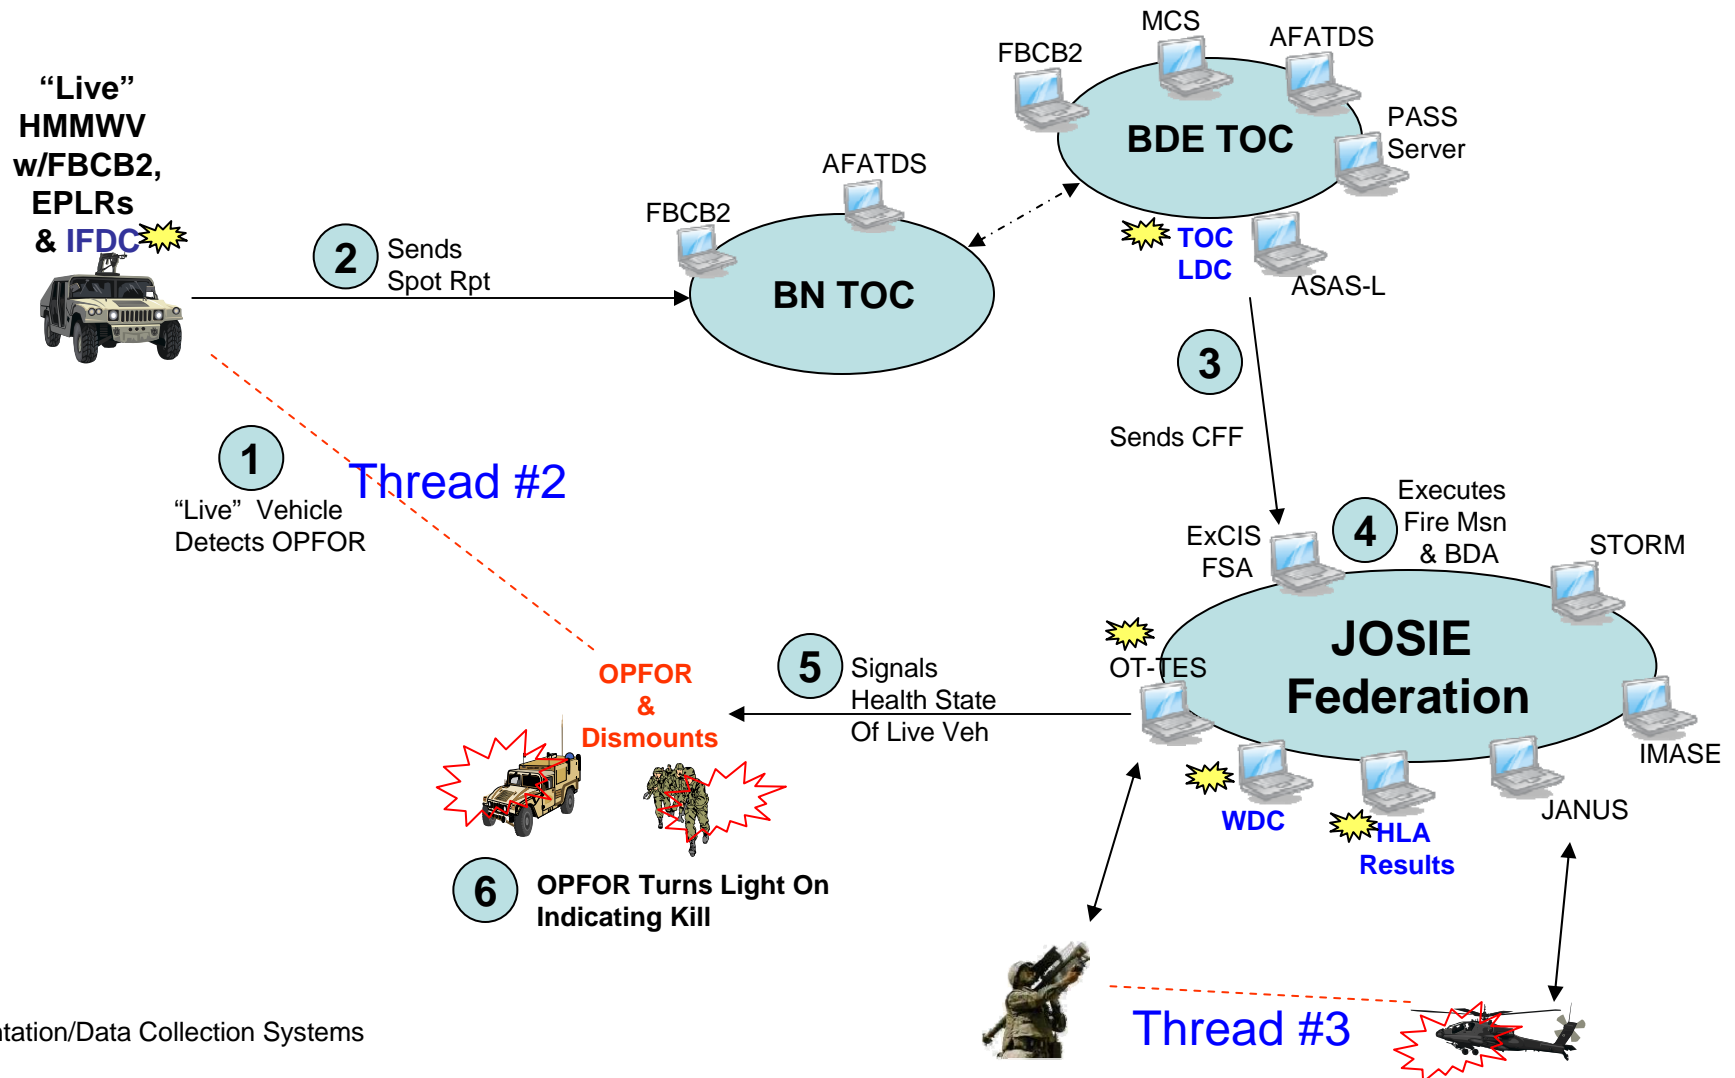 “Live”
HMMWV
w/FBCB2,
EPLRs
& IFDC
2
Sends
Spot Rpt
FBCB2
AFATDS
BN TOC
FBCB2
MCS
AFATDS
PASS
Server
BDE TOC
TOC
LDC
ASAS-L
3
Sends CFF
1
“Live” Vehicle
Detects OPFOR
Thread #2
ExCIS
FSA
4
Executes
Fire Msn
& BDA
STORM
JOSIE
Federation
OT-TES
IMASE
WDC
HLA
Results
JANUS
5
Signals
Health State
Of Live Veh
OPFOR
&
Dismounts
6
OPFOR Turns Light On
Indicating Kill
Thread #3
ntation/Data Collection Systems